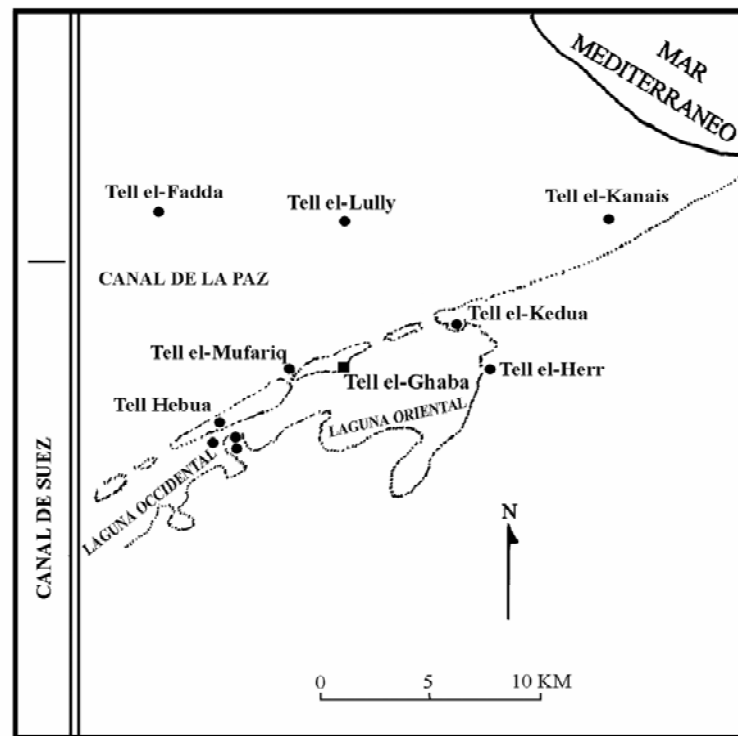 MAR
MEDITERRANEO
Tell el-Fadda
Tell el-Lully
Tell el-Kanais
CANAL DE LA PAZ
Tell el-Kedua
Tell el-Mufariq
Tell el-Ghaba
Tell el-Herr
Tell Hebua
LAGUNA ORIENTAL
LAGUNA OCCIDENTAL
CANAL DE SUEZ
N
0 5 10 KM